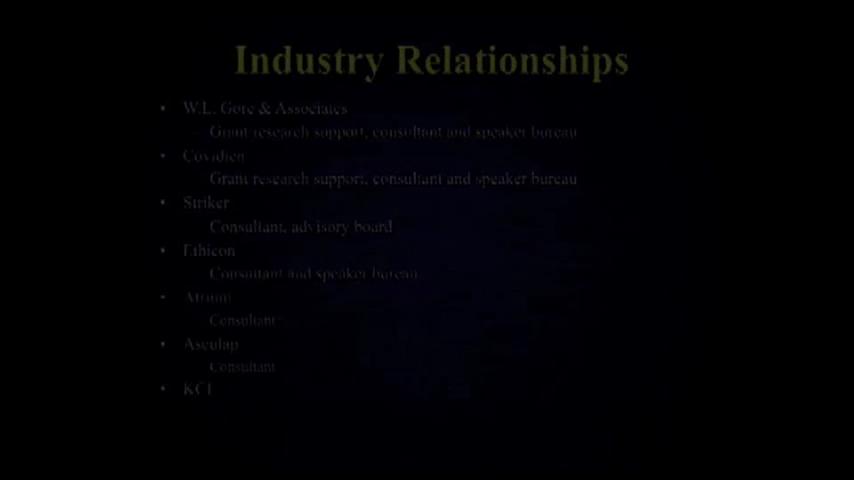 Industry Relationships
• W.L. Gore & Associates
– Grant research support, consultant and speaker bureau
• Covidien
Grant research support, consultant and speaker bureau
• Striker
Consultant, advisory board
• Ethicon
Consultant and speaker bureau
• Atrium
Consultant
• Asculap
Consultant
• KCI